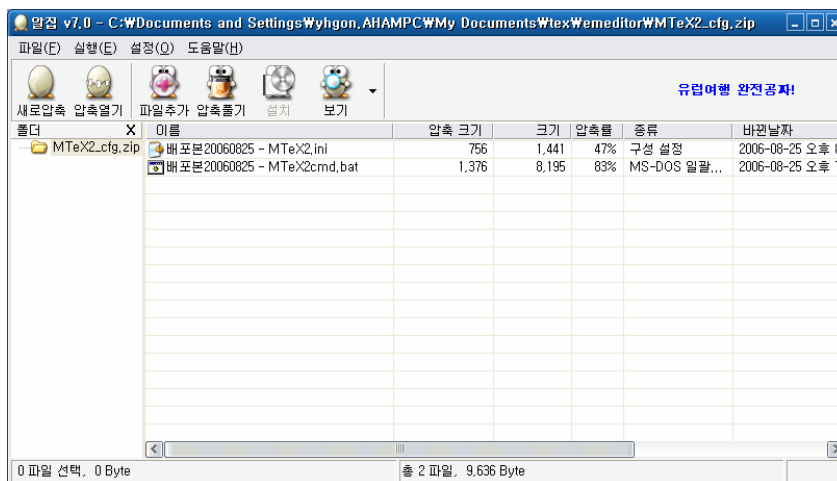 알집 v7.0 - C:₩Documents and Settings₩yhgon.AHAMPC₩My Documents₩tex₩emeditor₩MTeX2_cfg.zip
파일(F) 실행(E) 설정(O) 도움말(H)
새로압축 압축열기 파일추가 압축풀기 설치 보기
유럽여행 완전공짜!
폴더 X 이름 압축 크기 크기 압축률 종류 바뀐날짜
MTeX2_cfg.zip 배포본20060825 - MTeX2.ini 756 1,441 47% 구성 설정 2006-08-25 오후
배포본20060825 - MTeX2cmd.bat 1,376 8,195 83% MS-DOS 일괄... 2006-08-25 오후
0 파일 선택, 0 Byte 총 2 파일, 9,636 Byte